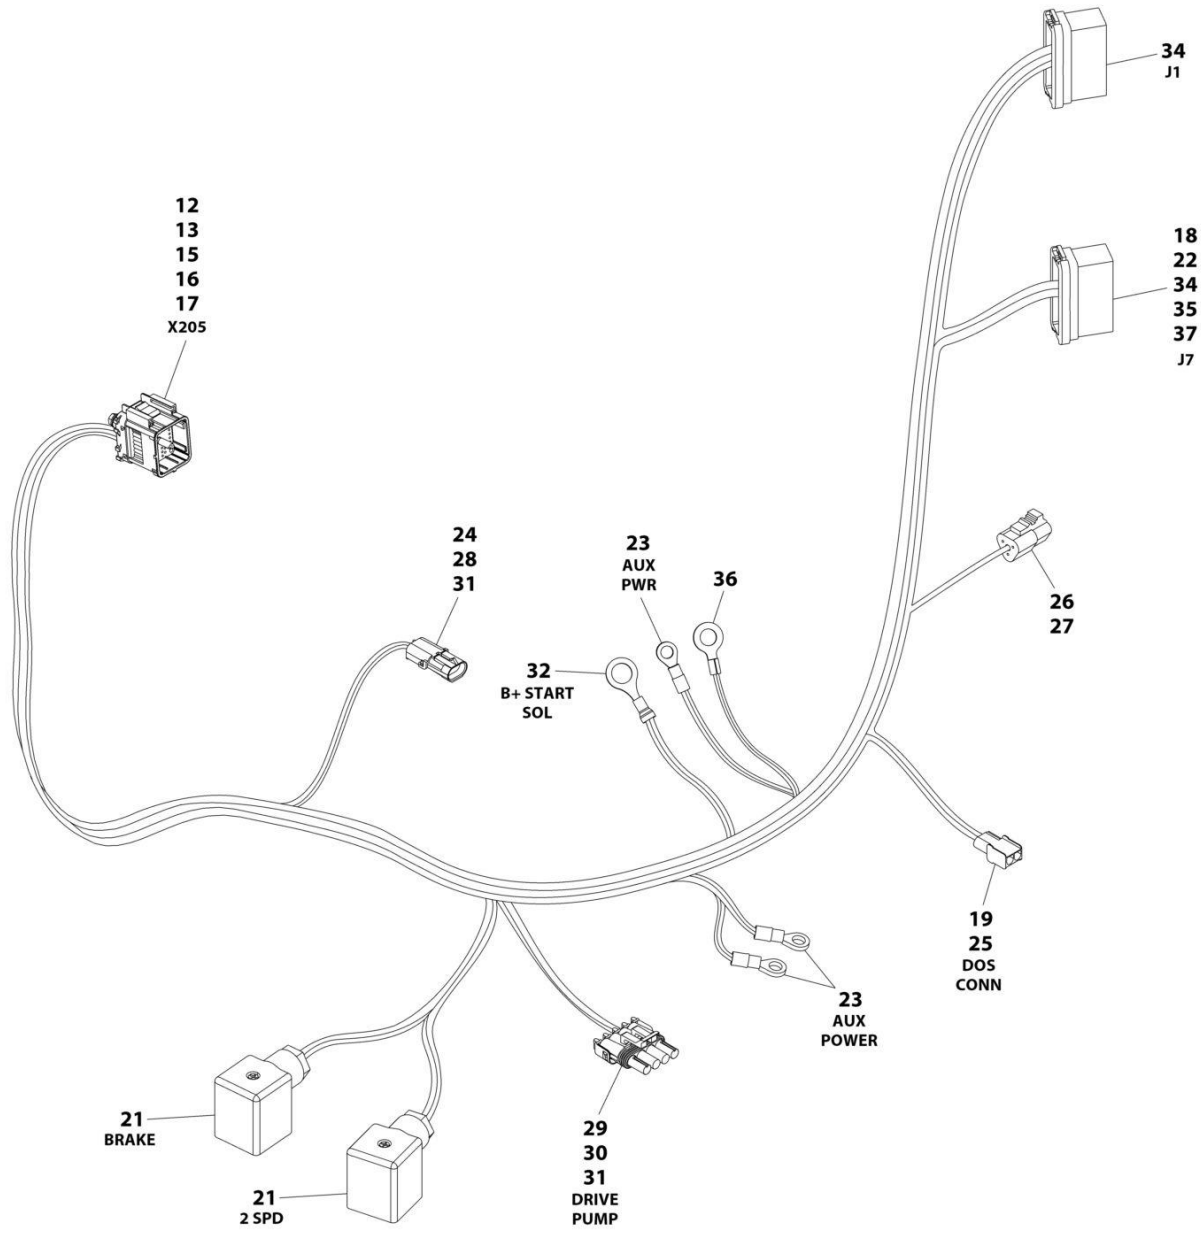 34
J1
12
13
15
16
17
X205
18
22
34
35
37
J7
24
28
31
23
AUX
PWR
36
26
27
32
B+ START
SOL
19
25
DOS
CONN
23
AUX
POWER
21
BRAKE
29
30
31
DRIVE
PUMP
21
2 SPD